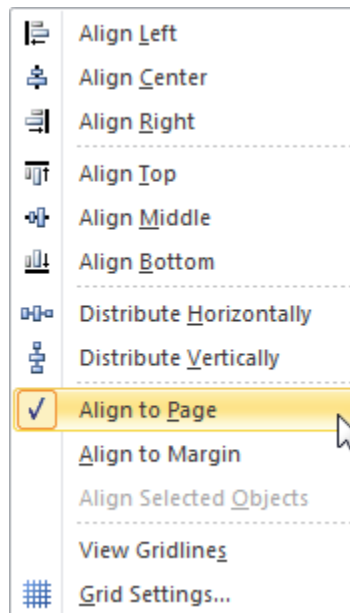 Align Left
Align Center
Align Right
Align Top
Align Middle
Align Bottom
Distribute Horizontally
Distribute Vertically
Align to Page
Align to Margin
Align Selected Objects
View Gridlines
Grid Settings...